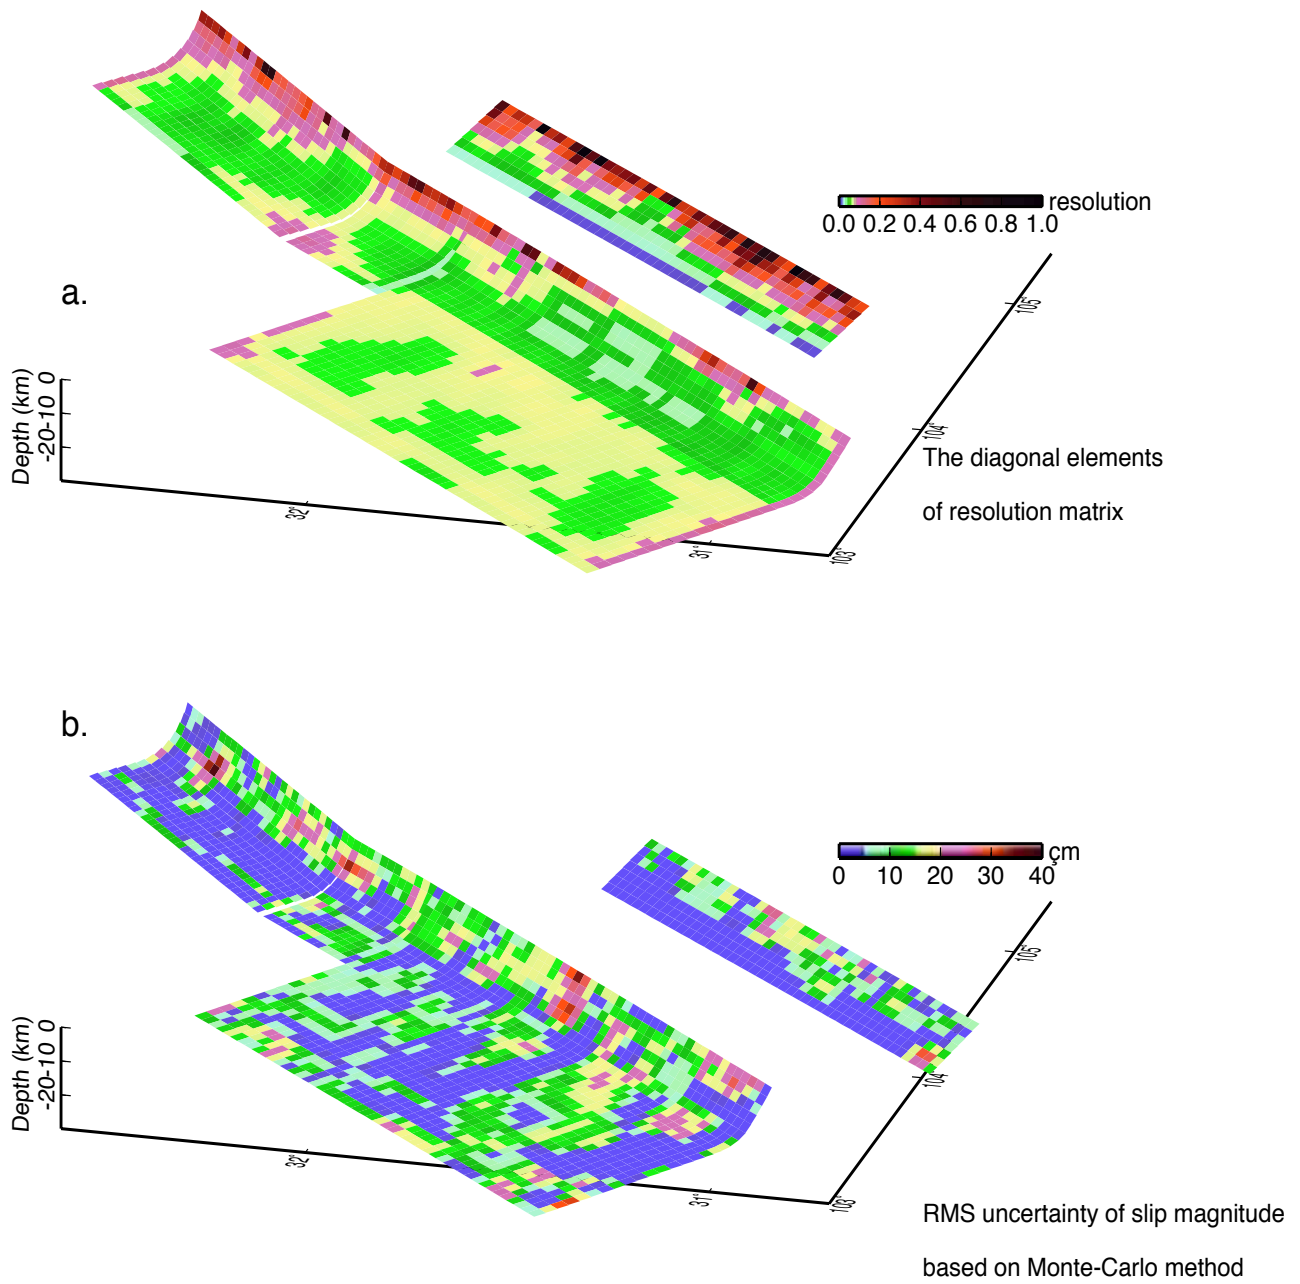 resolution
0.0 0.2 0.4 0.6 0.8 1.0
a.
105°
Depth (km)
-20-10 0
104°
The diagonal elements
of resolution matrix
32°
31°
103°
b.
çm
0 10 20 30 40
105°
Depth (km)
-20-10 0
104°
32°
31°
103°
RMS uncertainty of slip magnitude
based on Monte-Carlo method